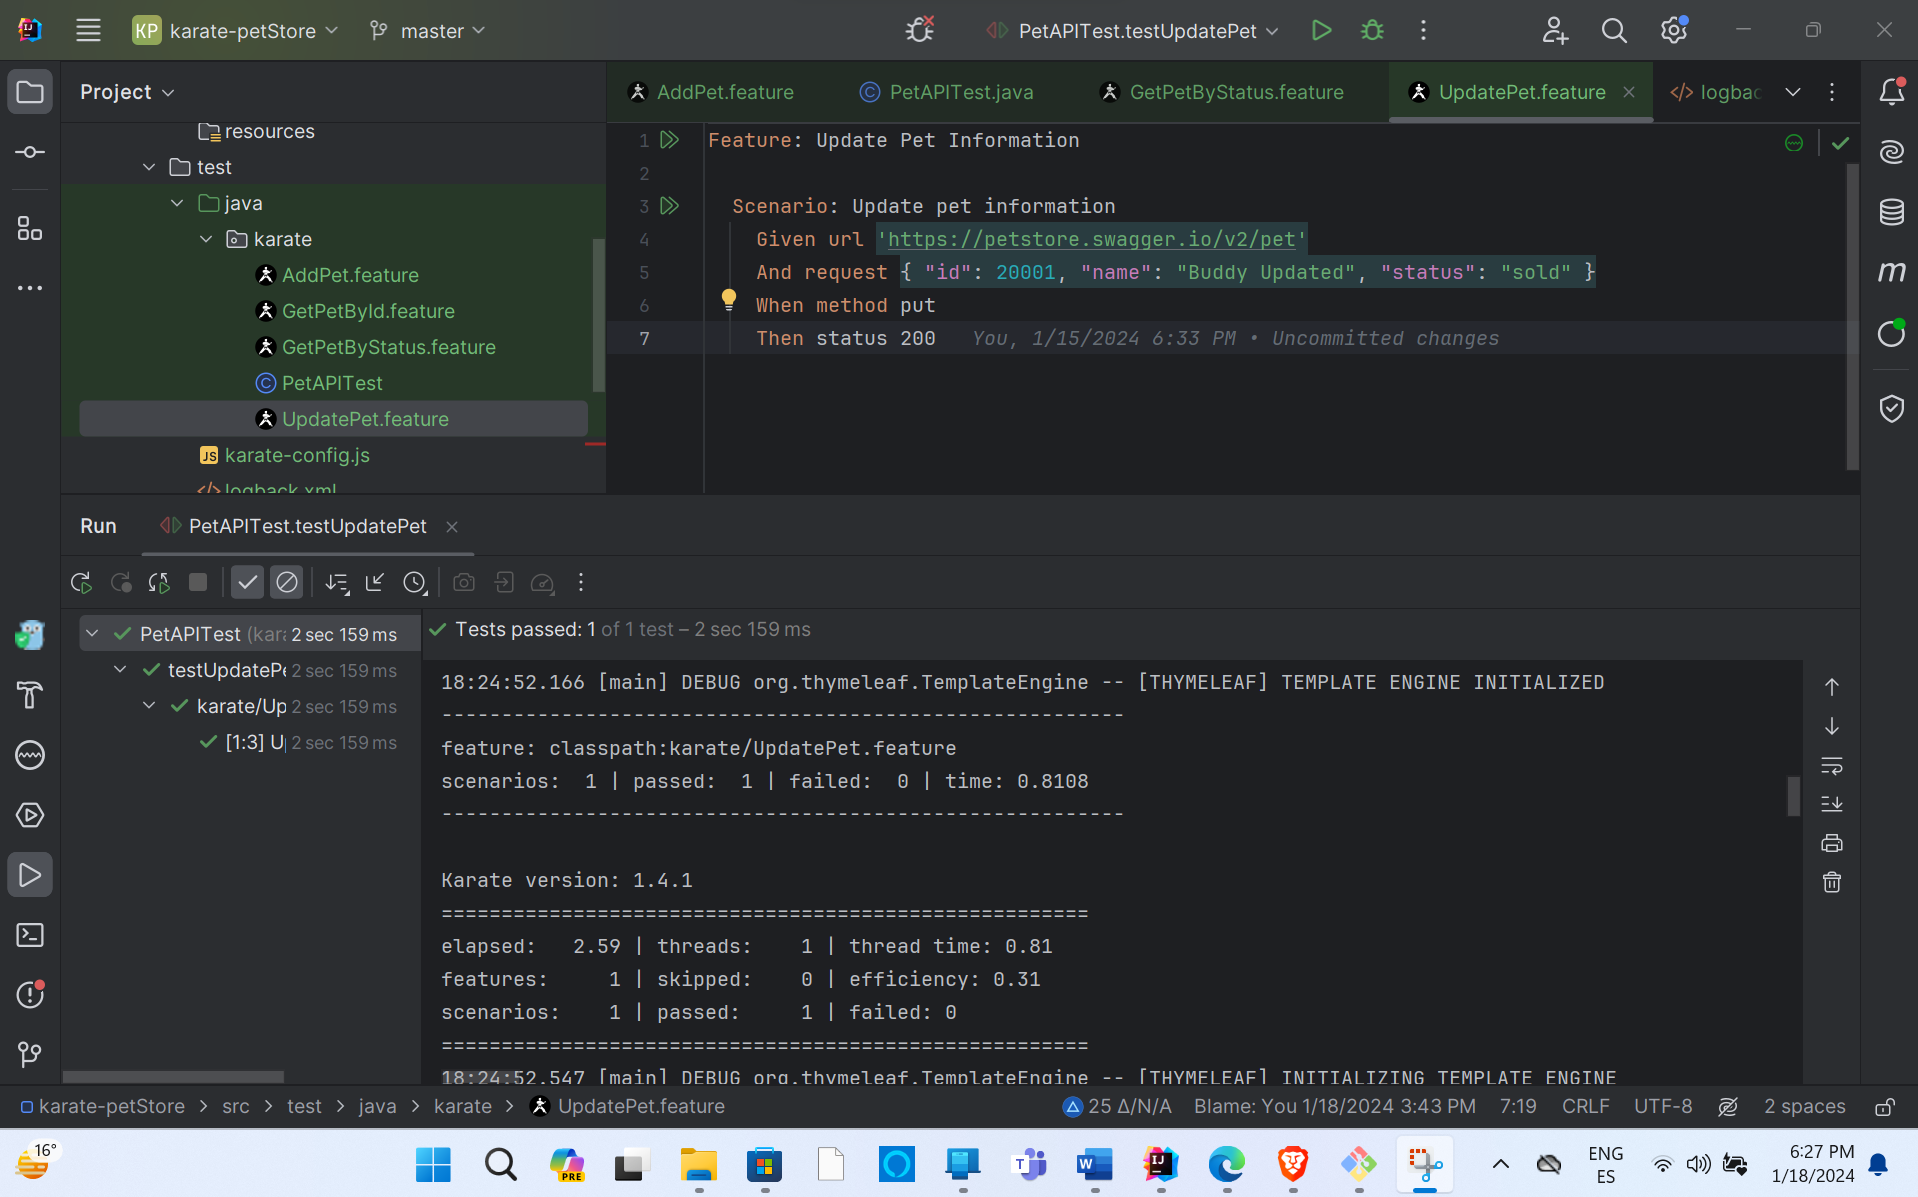 KP karate-petStore master PetAPITest.testUpdatePet
Project AddPet.feature PetAPITest.java GetPetByStatus.feature UpdatePet.feature
resources
test
java
karate
AddPet.feature
GetPetById.feature
GetPetByStatus.feature
PetAPITest
UpdatePet.feature
JS karate-config.js
logback.xml
1 Feature: Update Pet Information
2
3 Scenario: Update pet information
4 Given url 'https://petstore.swagger.io/v2/pet'
5 And request { "id": 20001, "name": "Buddy Updated", "status": "sold" }
6 When method put
7 Then status 200 You, 1/15/2024 6:33 PM • Uncommitted changes
Run PetAPITest.testUpdatePet
PetAPITest (kara 2 sec 159 ms
testUpdatePe 2 sec 159 ms
karate/Up 2 sec 159 ms
[1:3] U 2 sec 159 ms
Tests passed: 1 of 1 test – 2 sec 159 ms
18:24:52.166 [main] DEBUG org.thymeleaf.TemplateEngine -- [THYMELEAF] TEMPLATE ENGINE INITIALIZED
---------------------------------------------------------
feature: classpath:karate/UpdatePet.feature
scenarios:  1 | passed:  1 | failed:  0 | time: 0.8108
---------------------------------------------------------
Karate version: 1.4.1
======================================================
elapsed:   2.59 | threads:    1 | thread time: 0.81
features:     1 | skipped:    0 | efficiency: 0.31
scenarios:    1 | passed:     1 | failed: 0
======================================================
18:24:52.547 [main] DEBUG org.thymeleaf.TemplateEngine -- [THYMELEAF] INITIALIZING TEMPLATE ENGINE
karate-petStore > src > test > java > karate > UpdatePet.feature 25 Δ/N/A Blame: You 1/18/2024 3:43 PM 7:19 CRLF UTF-8 2 spaces
16°
PRE
ENG
ES
6:27 PM
1/18/2024